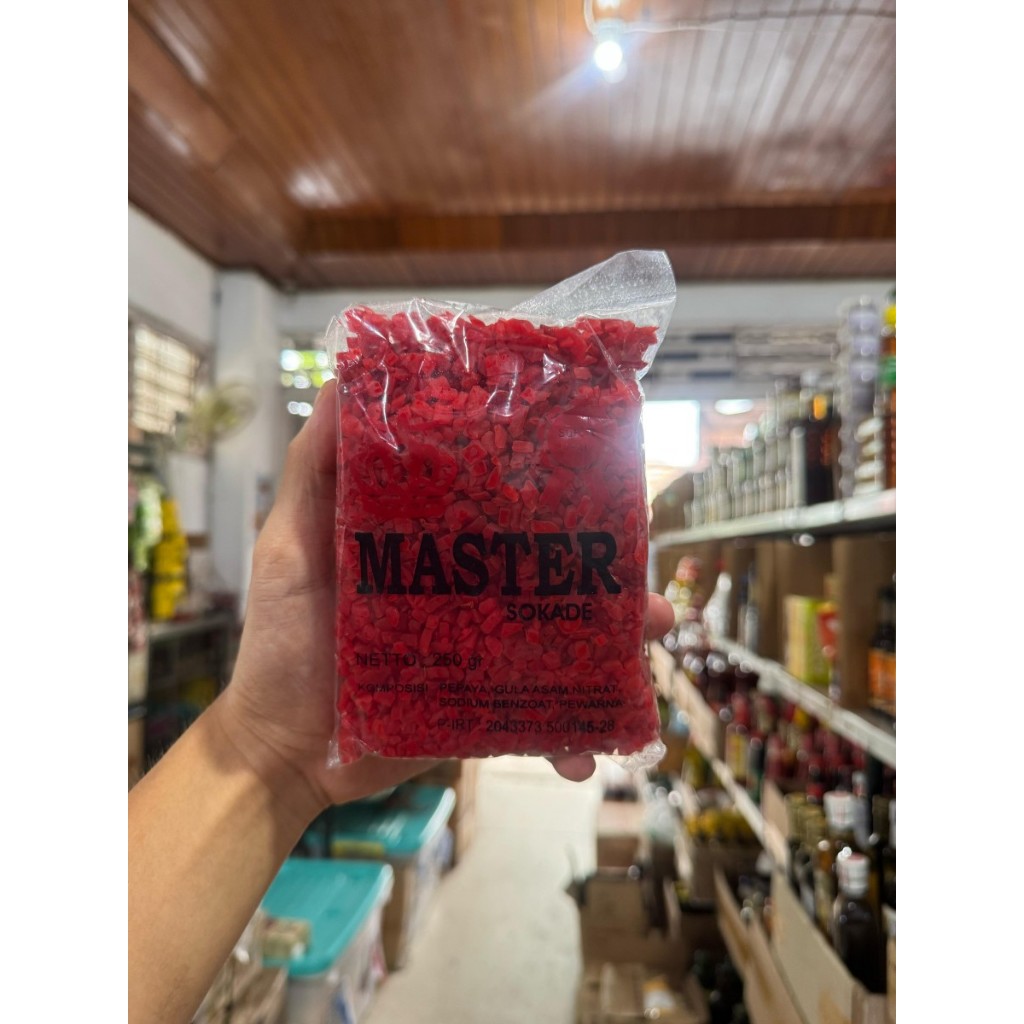 MASTER
SOKADE
NETTO : 250 gr
KOMPOSISI : PEPAYA, GULA ASAM NITRAT,
SODIUM BENZOAT, PEWARNA
P-IRT : 2043373 500145-28